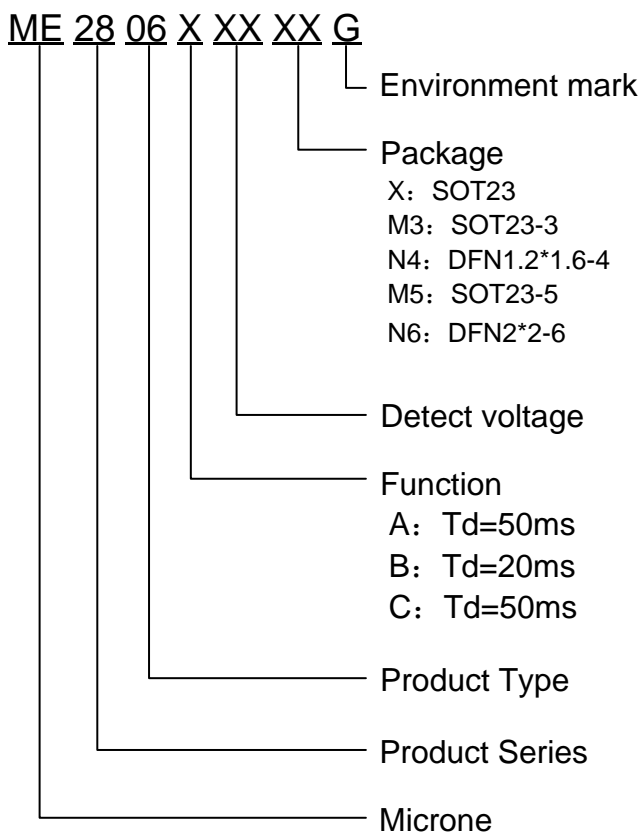 ME 28 06 X XX XX G
Environment mark
Package
X：SOT23
M3：SOT23-3
N4：DFN1.2*1.6-4
M5：SOT23-5
N6：DFN2*2-6
Detect voltage
Function
A：Td=50ms
B：Td=20ms
C：Td=50ms
Product Type
Product Series
Microne